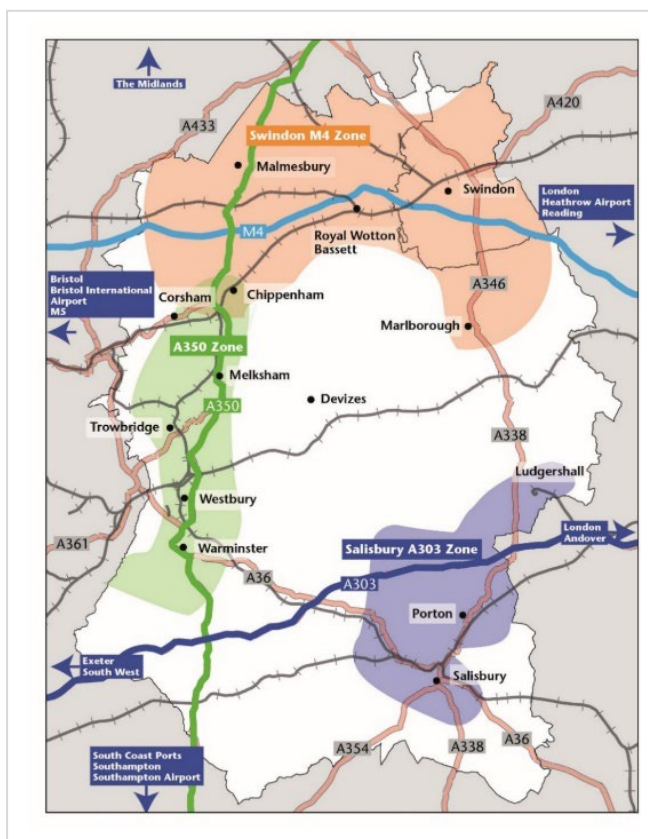 The Midlands
A433
A420
Swindon M4 Zone
Malmesbury
Swindon
London
Heathrow Airport
Reading
M4
Royal Wotton
Bassett
Bristol
Bristol International
Airport
M5
Corsham
Chippenham
A346
Marlborough
A350 Zone
Melksham
Devizes
A350
Trowbridge
A338
Ludgershall
Westbury
London
Andover
A361
Warminster
Salisbury A303 Zone
A36
A303
Porton
Exeter
South West
Salisbury
A354
A338
A36
South Coast Ports
Southampton
Southampton Airport